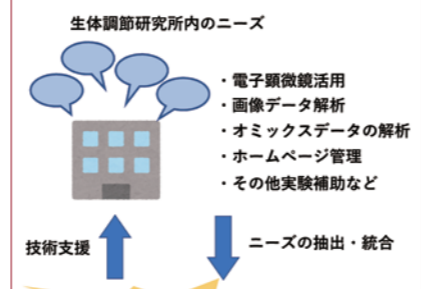 生体調節研究所内のニーズ
・電子顕微鏡活用
・画像データ解析
・オミックスデータの解析
・ホームページ管理
・その他実験補助など
技術支援
ニーズの抽出・統合